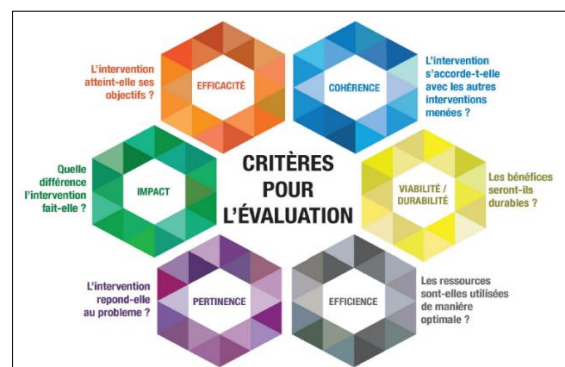 L'intervention
atteint-elle ses
objectifs ?
EFFICACITÉ
COHÉRENCE
L'intervention
s'accorde-t-elle
avec les autres
interventions
menées ?
Quelle
différence
l'intervention
fait-elle ?
IMPACT
CRITÈRES
POUR
L'ÉVALUATION
VIABILITÉ /
DURABILITÉ
Les bénéfices
seront-ils
durables ?
L'intervention
repond-elle
au probleme ?
PERTINENCE
EFFICIENCE
Les ressources
sont-elles utilisées
de maniére
optimale ?